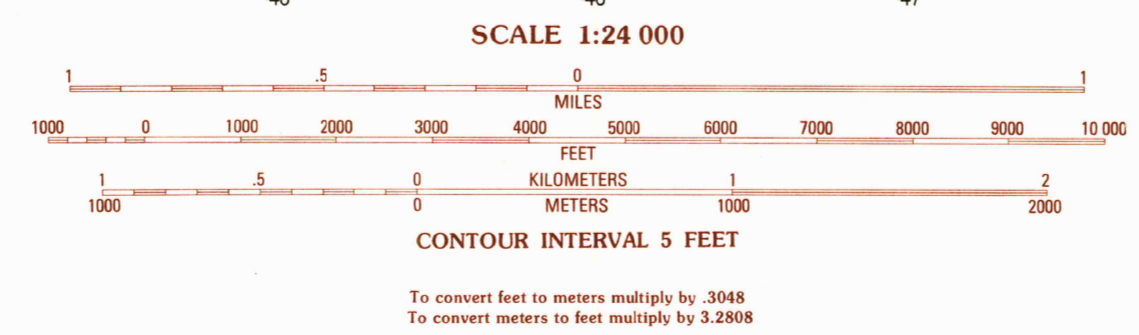 SCALE 1:24 000
1 .5 0 1
MILES
1000 0 1000 2000 3000 4000 5000 6000 7000 8000 9000 10 000
FEET
1 .5 0 KILOMETERS 1 2
1000 0 METERS 1000 2000
CONTOUR INTERVAL 5 FEET
To convert feet to meters multiply by .3048
To convert meters to feet multiply by 3.2808